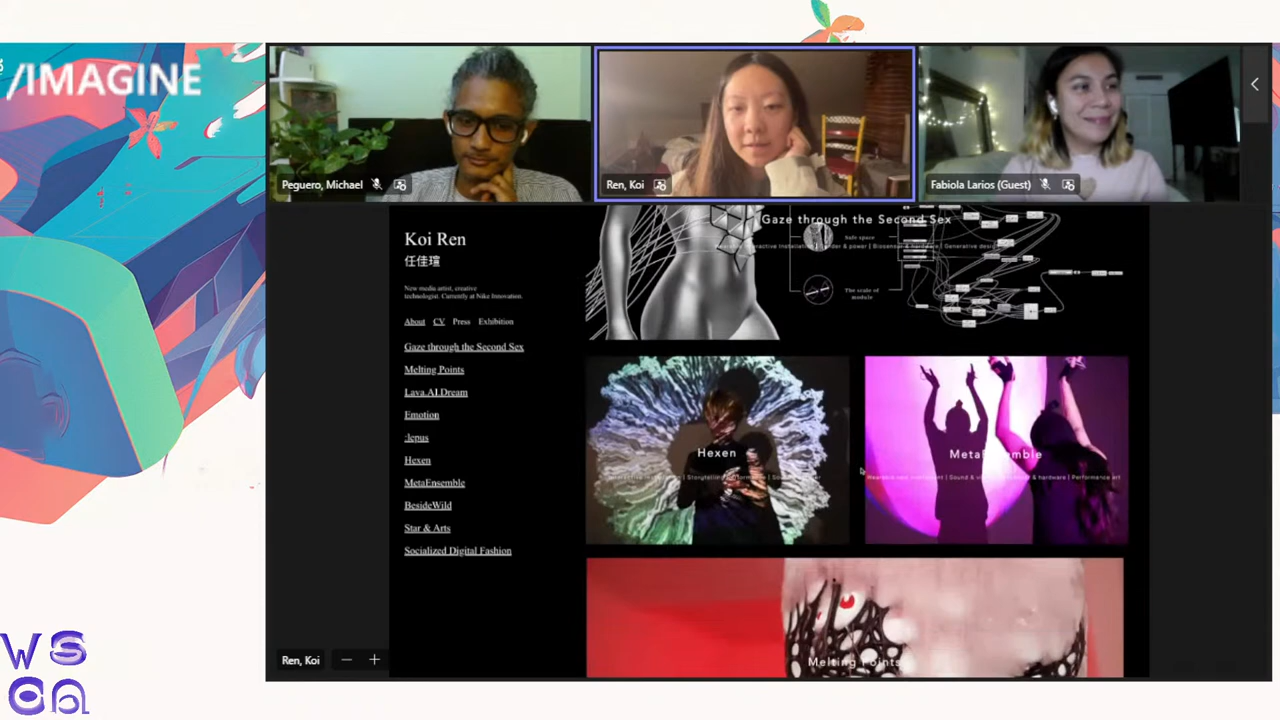 /IMAGINE
Peguero, Michael
Ren, Koi
Fabiola Larios (Guest)
Koi Ren
任佳瑄
New media artist, creative
technologist. Currently at Nike Innovation.
About CV Press Exhibition
Gaze through the Second Sex
Melting Points
Lava.AI.Dream
Emotion
:lepus
Hexen
MetaEnsemble
BesideWild
Star & Arts
Socialized Digital Fashion
Gaze through the Second Sex
Safe space
The scale of
module
Hexen
MetaEnsemble
Melting Points
Ren, Koi